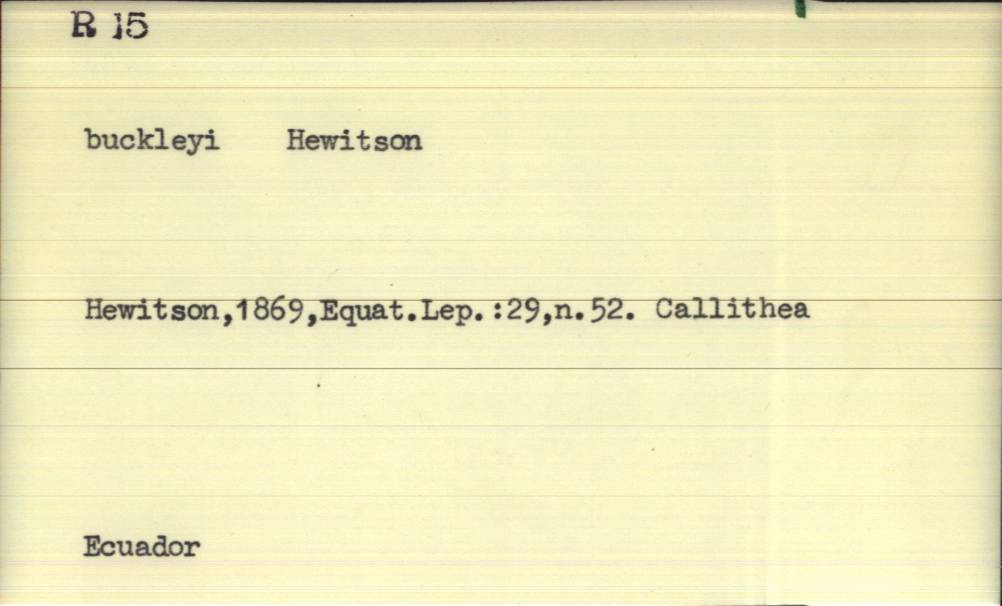 R 15
buckleyi Hewitson
Hewitson,1869,Equat.Lep.:29,n.52. Callithea
Ecuador